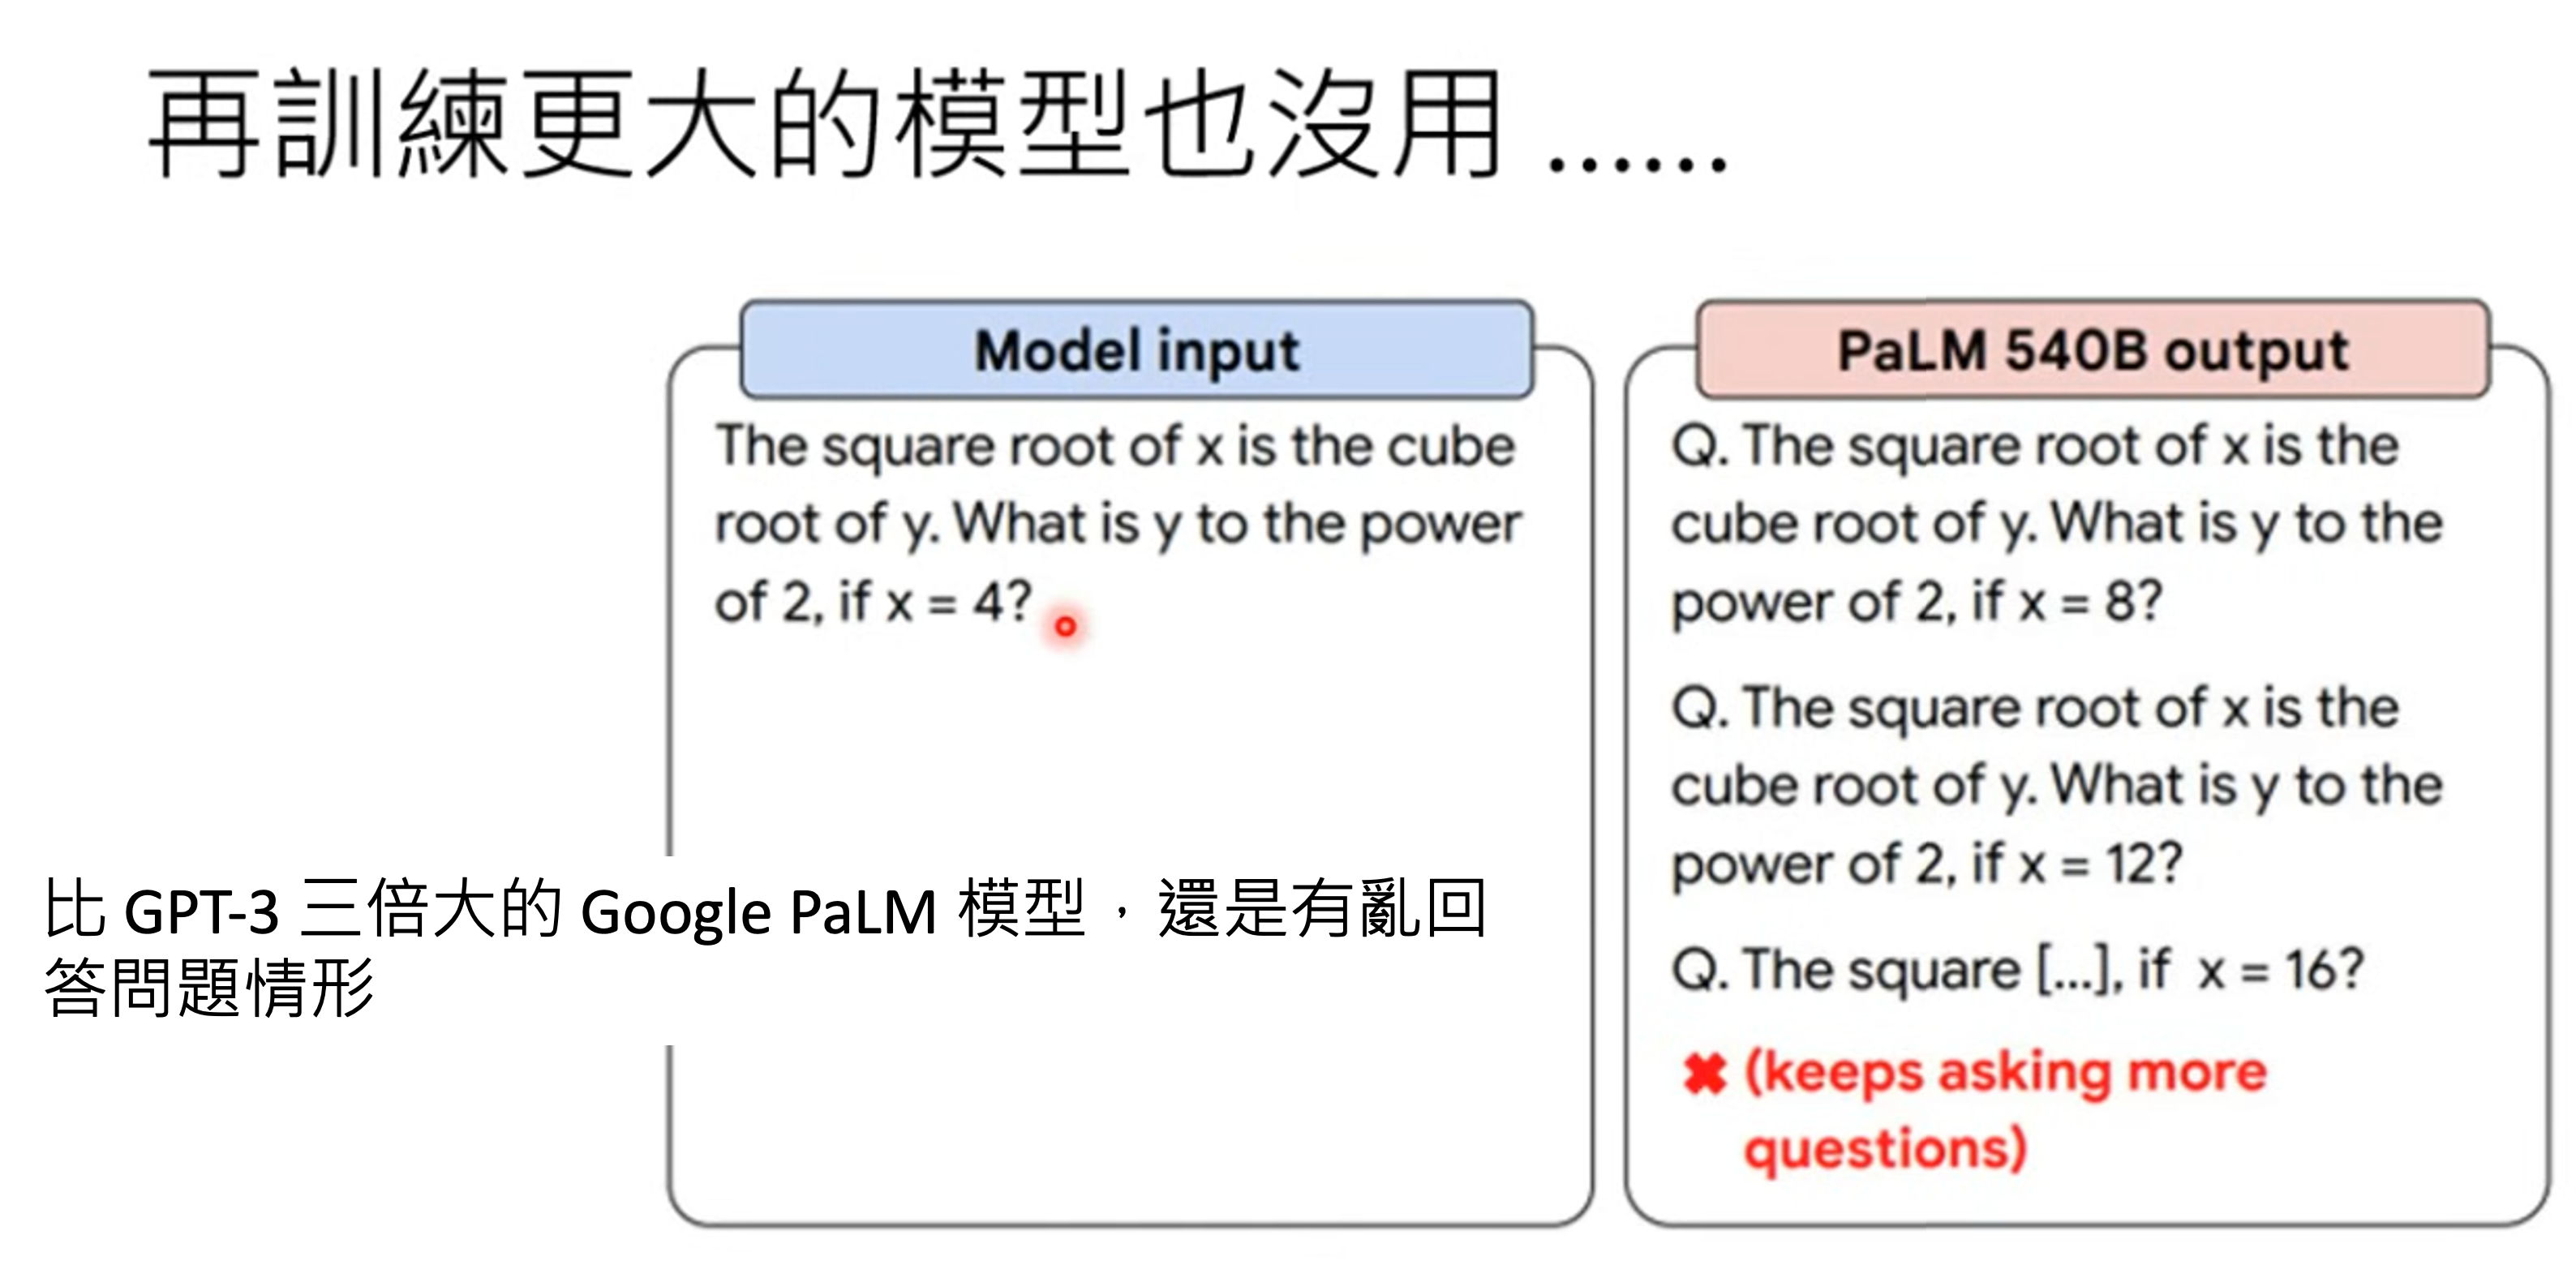 再訓練更大的模型也沒用 ......
Model input
The square root of x is the cube
root of y. What is y to the power
of 2, if x = 4?
PaLM 540B output
Q. The square root of x is the
cube root of y. What is y to the
power of 2, if x = 8?
Q. The square root of x is the
cube root of y. What is y to the
power of 2, if x = 12?
Q. The square [...], if x = 16?
✖ (keeps asking more
questions)
比 GPT-3 三倍大的 Google PaLM 模型，還是有亂回
答問題情形